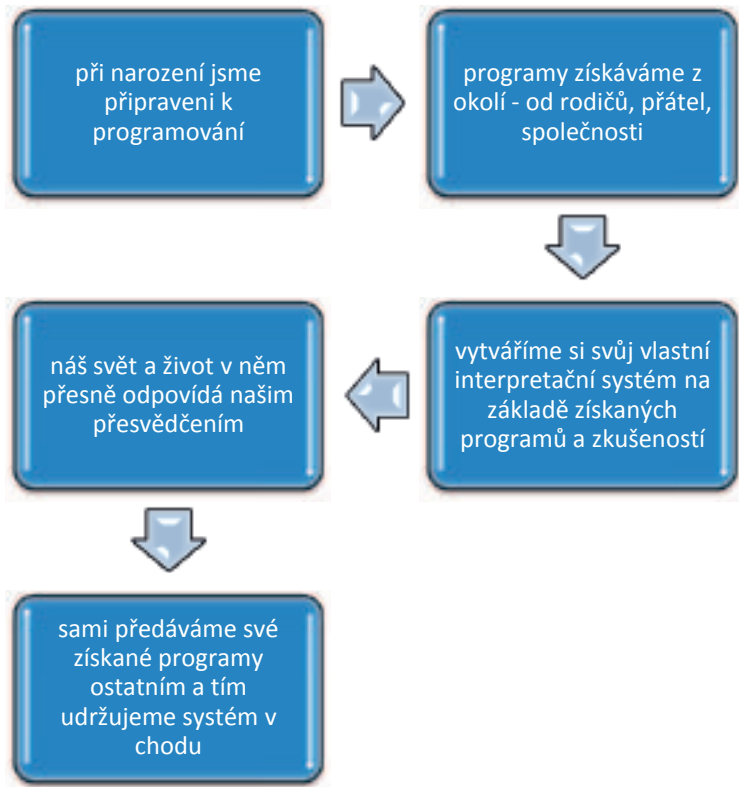 při narození jsme
připraveni k
programování
programy získáváme z
okolí - od rodičů, přátel,
společnosti
vytváříme si svůj vlastní
interpretační systém na
základě získaných
programů a zkušeností
náš svět a život v něm
přesně odpovídá našim
přesvědčením
sami předáváme své
získané programy
ostatním a tím
udržujeme systém v
chodu